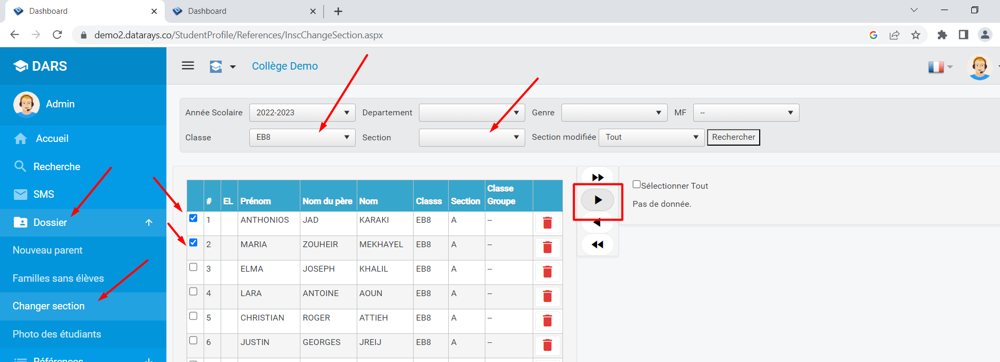 Dashboard
Dashboard
demo2.datarays.co/StudentProfile/References/InscChangeSection.aspx
DARS
Collège Demo
Admin
Accueil
Recherche
SMS
Dossier
Nouveau parent
Familles sans élèves
Changer section
Photo des étudiants
Références
Année Scolaire 2022-2023 Departement Genre MF --
Classe EB8 Section Section modifiée Tout Rechercher
# EL Prénom Nom du père Nom Classs Section Classe Groupe
1 ANTHONIOS JAD KARAKI EB8 A --
2 MARIA ZOUHEIR MEKHAYEL EB8 A --
3 ELMA JOSEPH KHALIL EB8 A --
4 LARA ANTOINE AOUN EB8 A --
5 CHRISTIAN ROGER ATTIEH EB8 A --
6 JUSTIN GEORGES JREIJ EB8 A --
Sélectionner Tout
Pas de donnée.